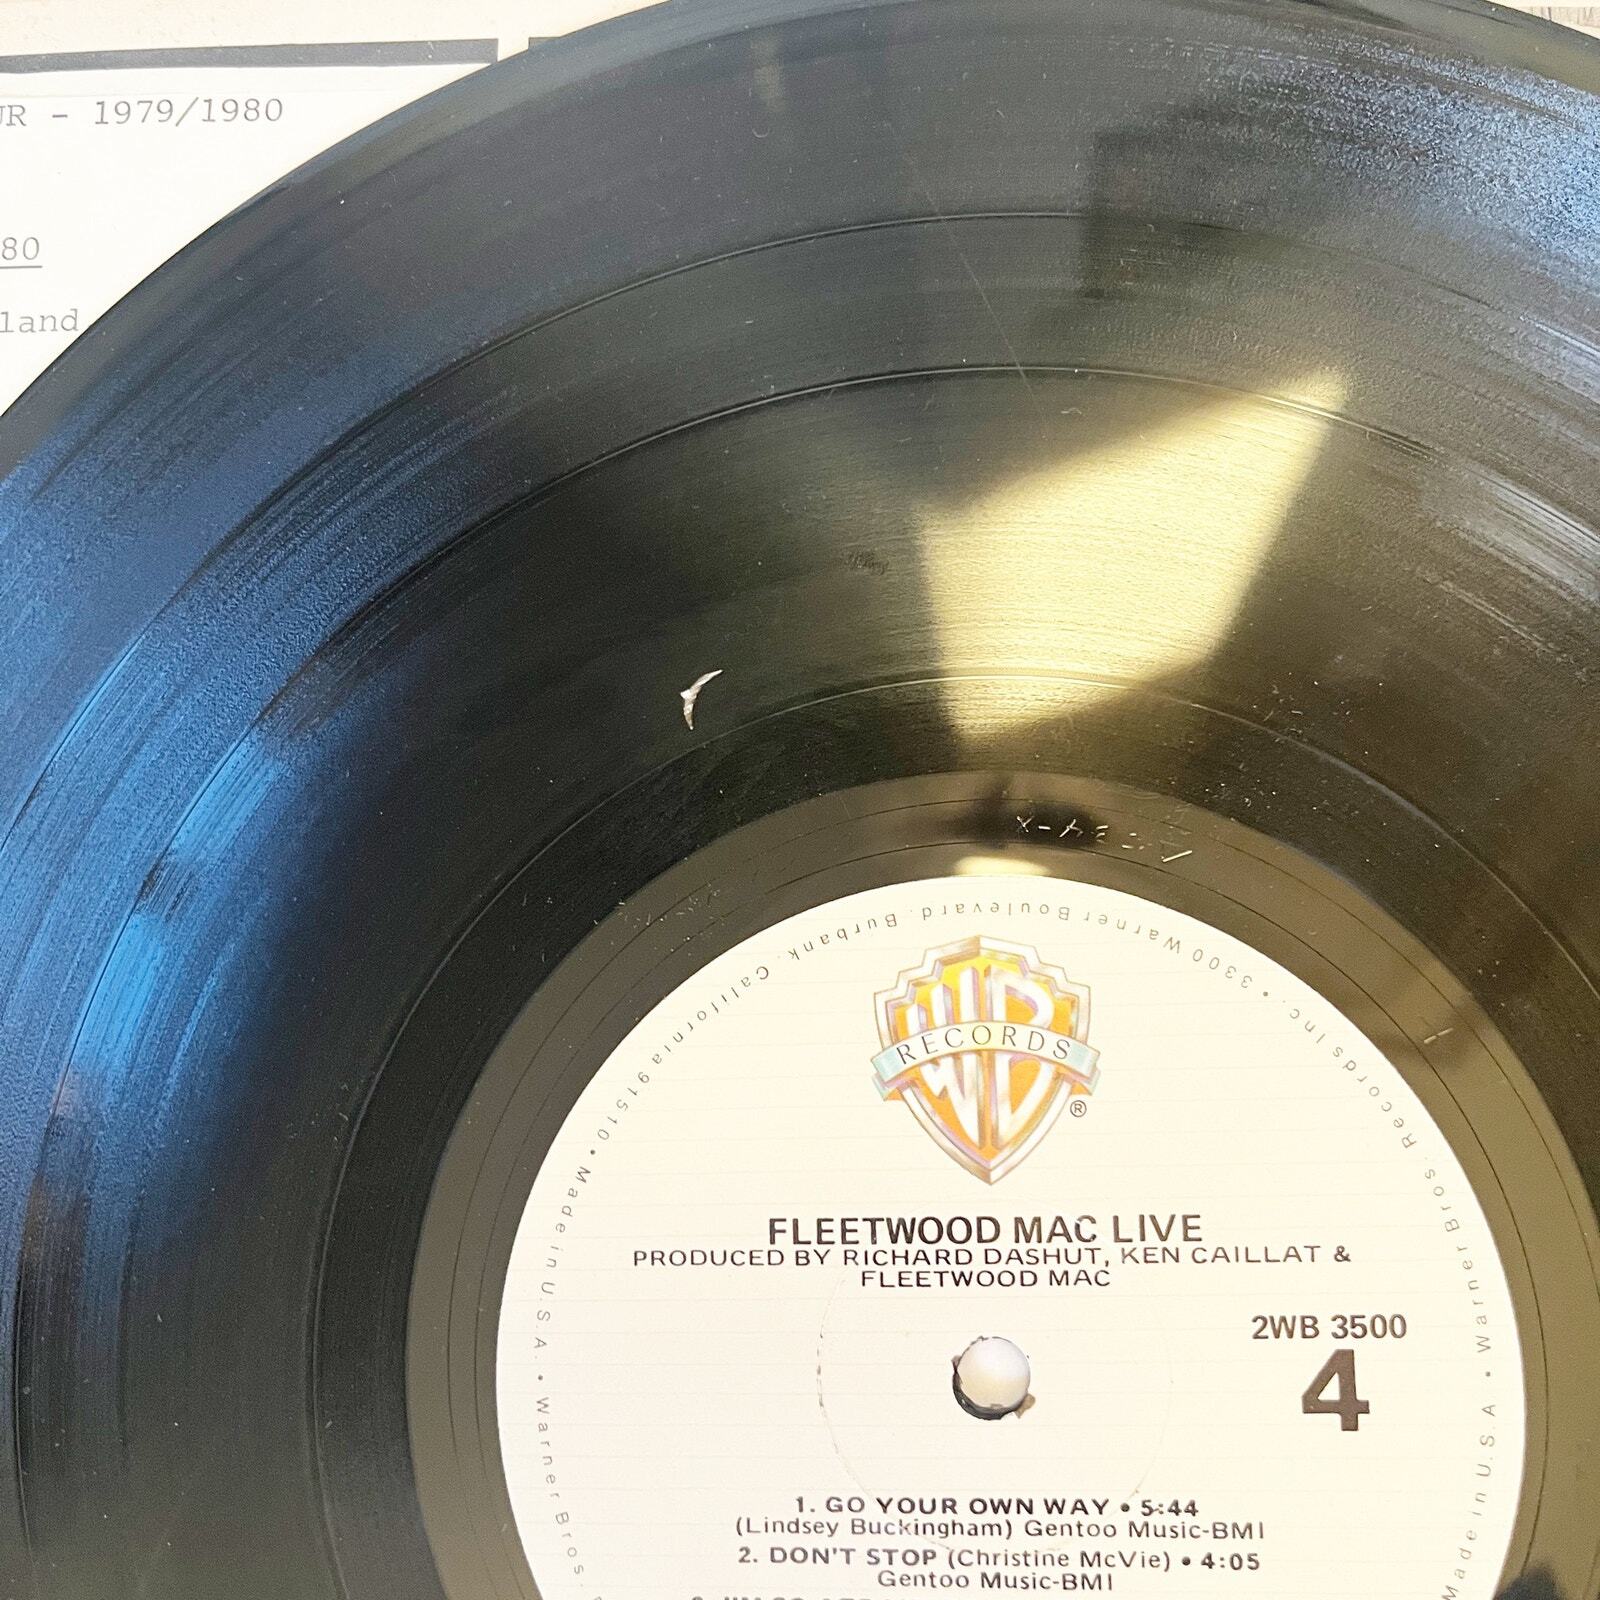 UR - 1979/1980
80
land
3300 Warner Boulevard. Burbank. California 91510 • Made in U.S.A. • Warner Bros.
Warner Bros. Records Inc. •
Made in U.S.A. •
WB
RECORDS
®
FLEETWOOD MAC LIVE
PRODUCED BY RICHARD DASHUT, KEN CAILLAT &
FLEETWOOD MAC
2WB 3500
4
1. GO YOUR OWN WAY • 5:44
(Lindsey Buckingham) Gentoo Music-BMI
2. DON'T STOP (Christine McVie) • 4:05
Gentoo Music-BMI